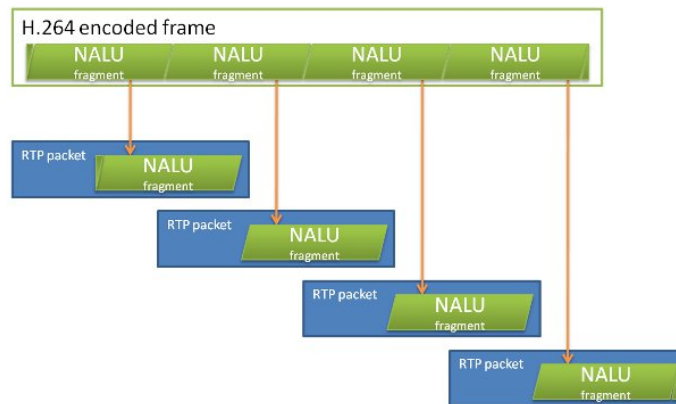 H.264 encoded frame
NALU NALU NALU NALU
fragment fragment fragment fragment
RTP packet
NALU
fragment
RTP packet
NALU
fragment
RTP packet
NALU
fragment
RTP packet
NALU
fragment